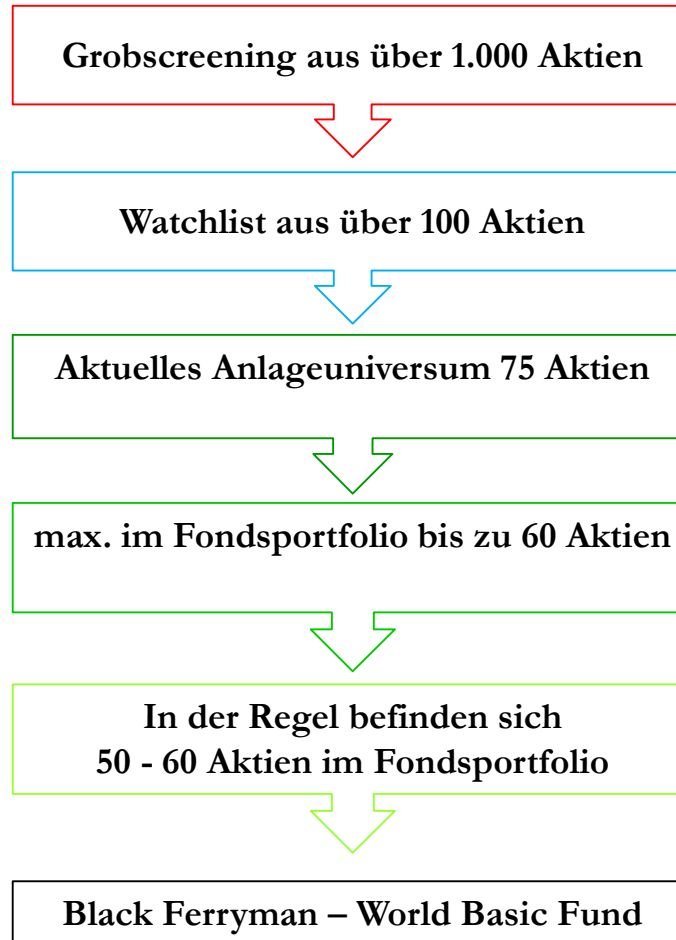 Grobscreening aus über 1.000 Aktien
Watchlist aus über 100 Aktien
Aktuelles Anlageuniversum 75 Aktien
max. im Fondsportfolio bis zu 60 Aktien
In der Regel befinden sich
50 - 60 Aktien im Fondsportfolio
Black Ferryman – World Basic Fund